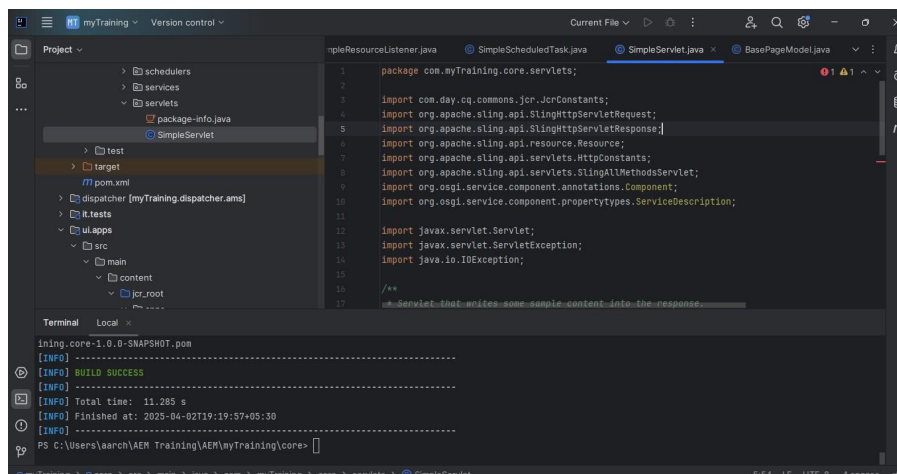 MT myTraining Version control Current File
Project
mpleResourceListener.java SimpleScheduledTask.java SimpleServlet.java BasePageModel.java
schedulers
services
servlets
package-info.java
SimpleServlet
test
target
pom.xml
dispatcher [myTraining.dispatcher.ams]
it.tests
ui.apps
src
main
content
jcr_root
1 package com.myTraining.core.servlets; 1 1
2
3 import com.day.cq.commons.jcr.JcrConstants;
4 import org.apache.sling.api.SlingHttpServletRequest;
5 import org.apache.sling.api.SlingHttpServletResponse;
6 import org.apache.sling.api.resource.Resource;
7 import org.apache.sling.api.servlets.HttpConstants;
8 import org.apache.sling.api.servlets.SlingAllMethodsServlet;
9 import org.osgi.service.component.annotations.Component;
10 import org.osgi.service.component.propertytypes.ServiceDescription;
11
12 import javax.servlet.Servlet;
13 import javax.servlet.ServletException;
14 import java.io.IOException;
15
16 /**
17 * Servlet that writes some sample content into the response.
Terminal Local
ining.core-1.0.0-SNAPSHOT.pom
[INFO] ------------------------------------------------------------------------
[INFO] BUILD SUCCESS
[INFO] ------------------------------------------------------------------------
[INFO] Total time: 11.285 s
[INFO] Finished at: 2025-04-02T19:19:57+05:30
[INFO] ------------------------------------------------------------------------
PS C:\Users\aarch\AEM Training\AEM\myTraining\core>